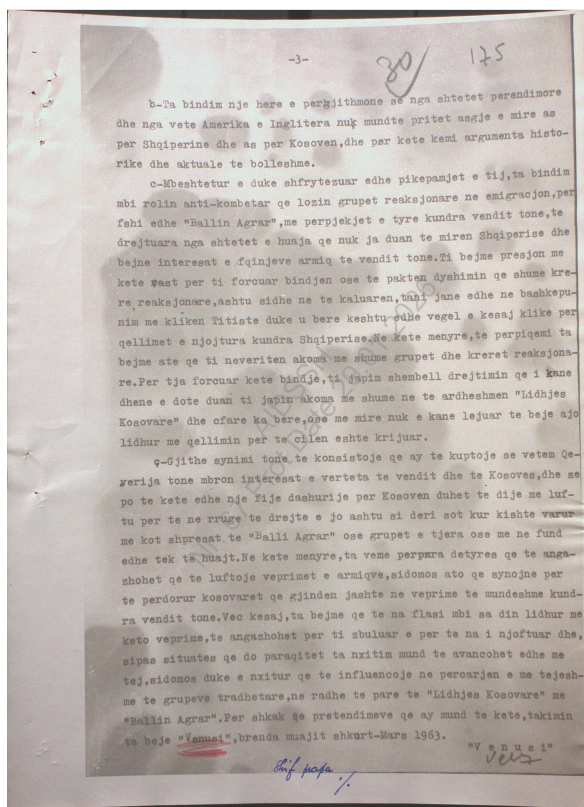 -3-
30
175
b-Ta bindim nje here e pergjithmone se nga shtetet perendimore
dhe nga vete Amerika e Inglitera nuk mundte pritet asgje e mire as
per Shqiperine dhe as per Kosoven,dhe per kete kemi argumenta histo-
rike dhe aktuale te bolleshme.
c-Mbeshtetur e duke shfrytezuar edhe pikepamjet e tij,ta bindim
mbi rolin anti-kombetar qe lozin grupet reaksjonare ne emigracjon,per
fshi edhe "Ballin Agrar",me perpjekjet e tyre kundra vendit tone,te
drejtuara nga shtetet e huaja qe nuk ja duan te miren Shqiperise dhe
bejne interesat e fqinjeve armiq te vendit tone.Ti bejme presjon me
kete rast per ti forcuar bindjen ose te pakten dyshimin qe shume kre-
re reaksjonare,ashtu sidhe ne te kaluaren,tani jane edhe ne bashkepu-
nim me kliken Titiste duke u bere keshtu edhe vegel e kesaj klike per
qellimet e njojtura kundra Shqiperise.Ne kete menyre,te perpiqemi ta
bejme ate qe ti neveriten akoma me shume grupet dhe kreret reaksjona-
re.Per tja forcuar kete bindje,ti japim shembell drejtimin qe i kane
dhene e dote duan ti japin akoma me shume ne te ardheshmen "Lidhjes
Kosovare" dhe cfare ka bere,ose me mire nuk e kane lejuar te beje ajo
lidhur me qellimin per te cilen eshte krijuar.
ç-Gjithe synimi tone te konsistoje qe ay te kuptoje se vetem Qe-
verija tone mbron interesat e verteta te vendit dhe te Kosoves,dhe se
po te kete edhe nje fije dashurije per Kosoven duhet te dije me luf-
tu per te ne rruge te drejte e jo ashtu si deri sot kur kishte varur
me kot shpresat te "Balli Agrar" ose grupet e tjera ose me ne fund
edhe tek te huajt.Ne kete menyre,ta veme perpara detyres qe te anga-
zhohet qe te luftoje veprimet e armiqve,sidomos ato qe synojne per
te perdorur kosovaret qe gjinden jashte ne veprime te mundeshme kund-
ra vendit tone.Vec kesaj,ta bejme qe te na flasi mbi sa din lidhur me
keto veprime,te angazhohet per ti zbuluar e per te na i njoftuar dhe,
sipas situates qe do paraqitet ta nxitim mund te avancohet edhe me
tej,sidomos duke e nxitur qe te influencoje ne percarjen e me tejesh-
me te grupeve tradhetare,ne radhe te pare te "Lidhjes Kosovare" me
"Ballin Agrar".Per shkak qe pretendimeve qe ay mund te kete,takimin
ta beje "Venusi",brenda muajit shkurt-Mars 1963.
"V e n u s i"
Shif papa ./.